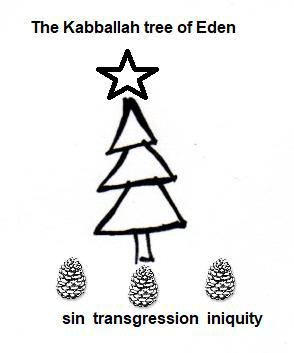 The Kabballah tree of Eden
sin transgression iniquity